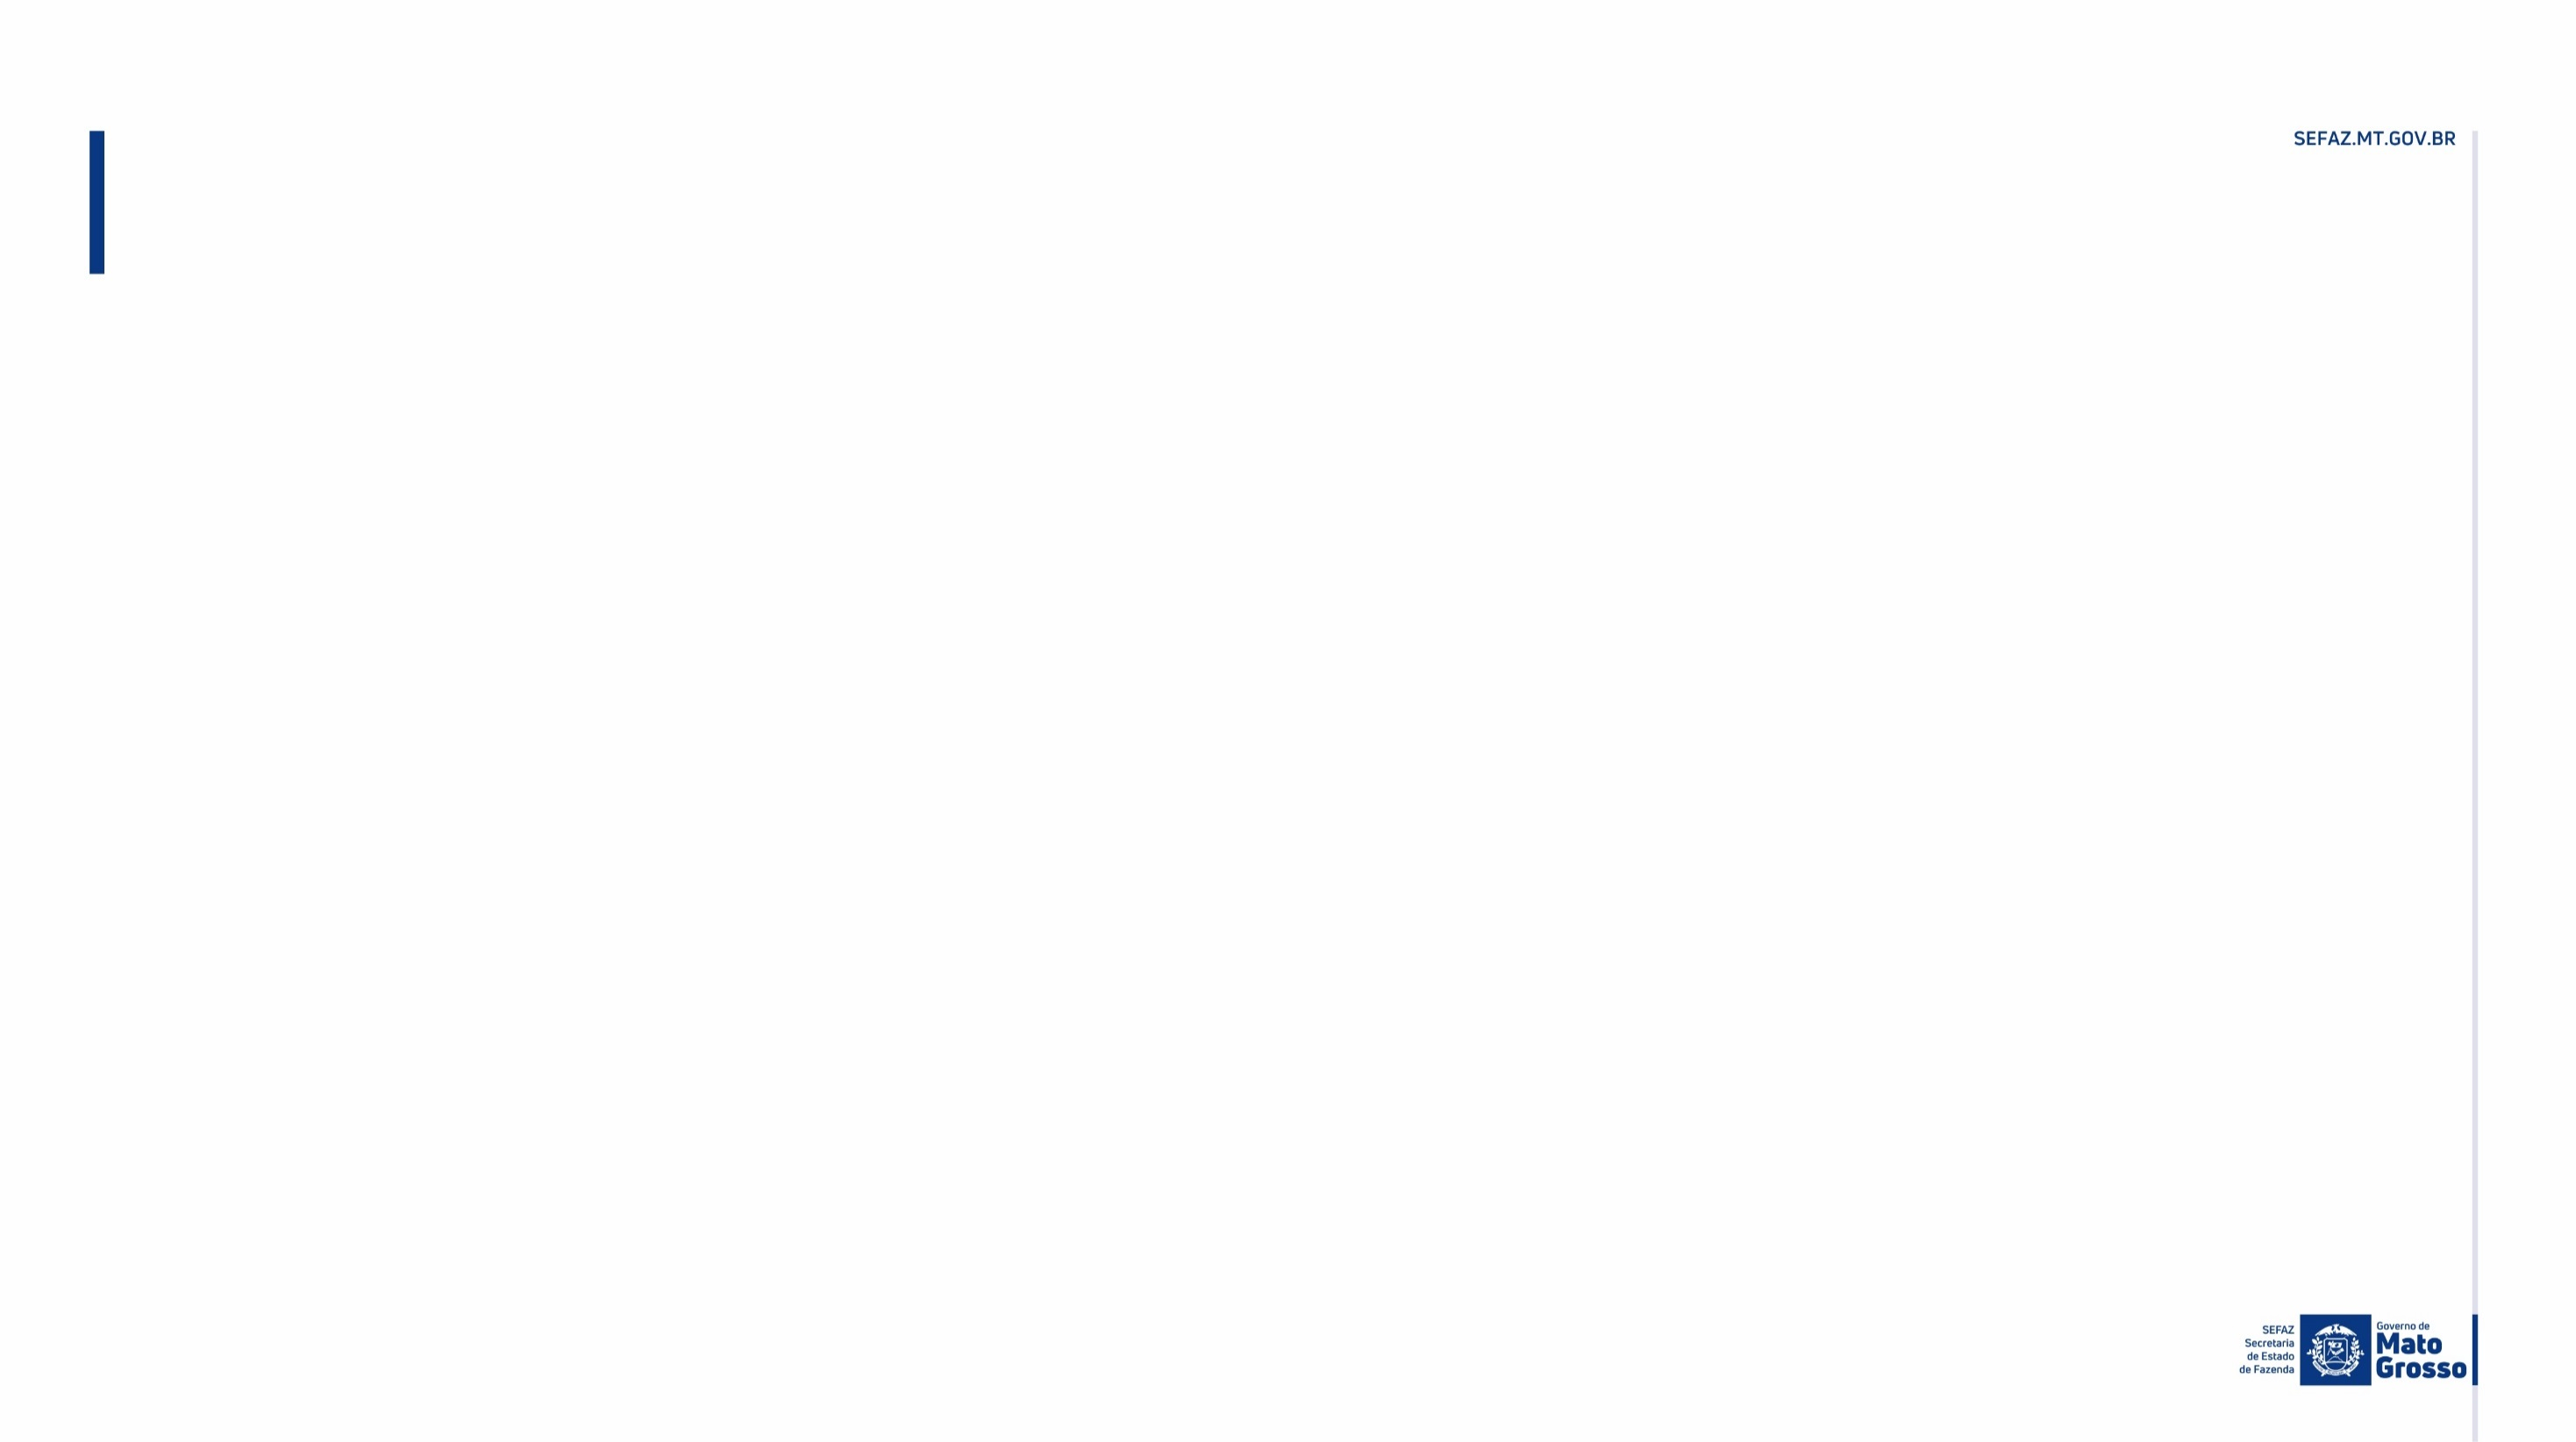 SEFAZ.MT.GOV.BR
SEFAZ
Secretaria
de Estado
de Fazenda
Governo de
Mato
Grosso